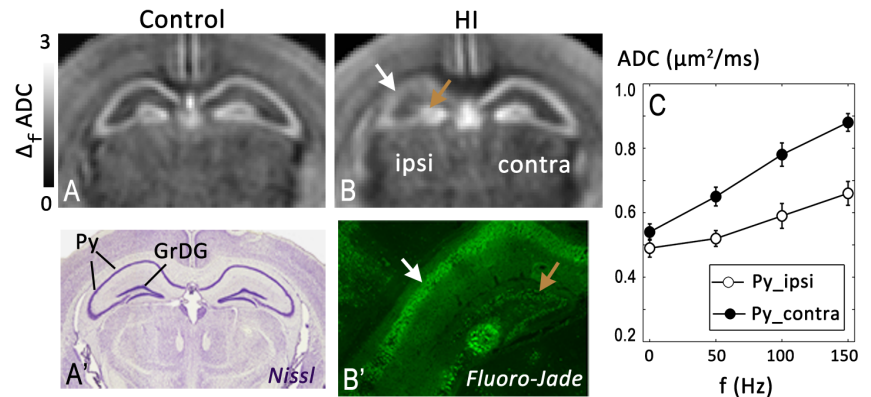 Control
HI
3
Δf ADC
0
A
B
ipsi
contra
Py
GrDG
A'
Nissl
B'
Fluoro-Jade
ADC (μm²/ms)
C
1.0
0.8
0.6
0.4
0.2
Py_ipsi
Py_contra
0 50 100 150
f (Hz)